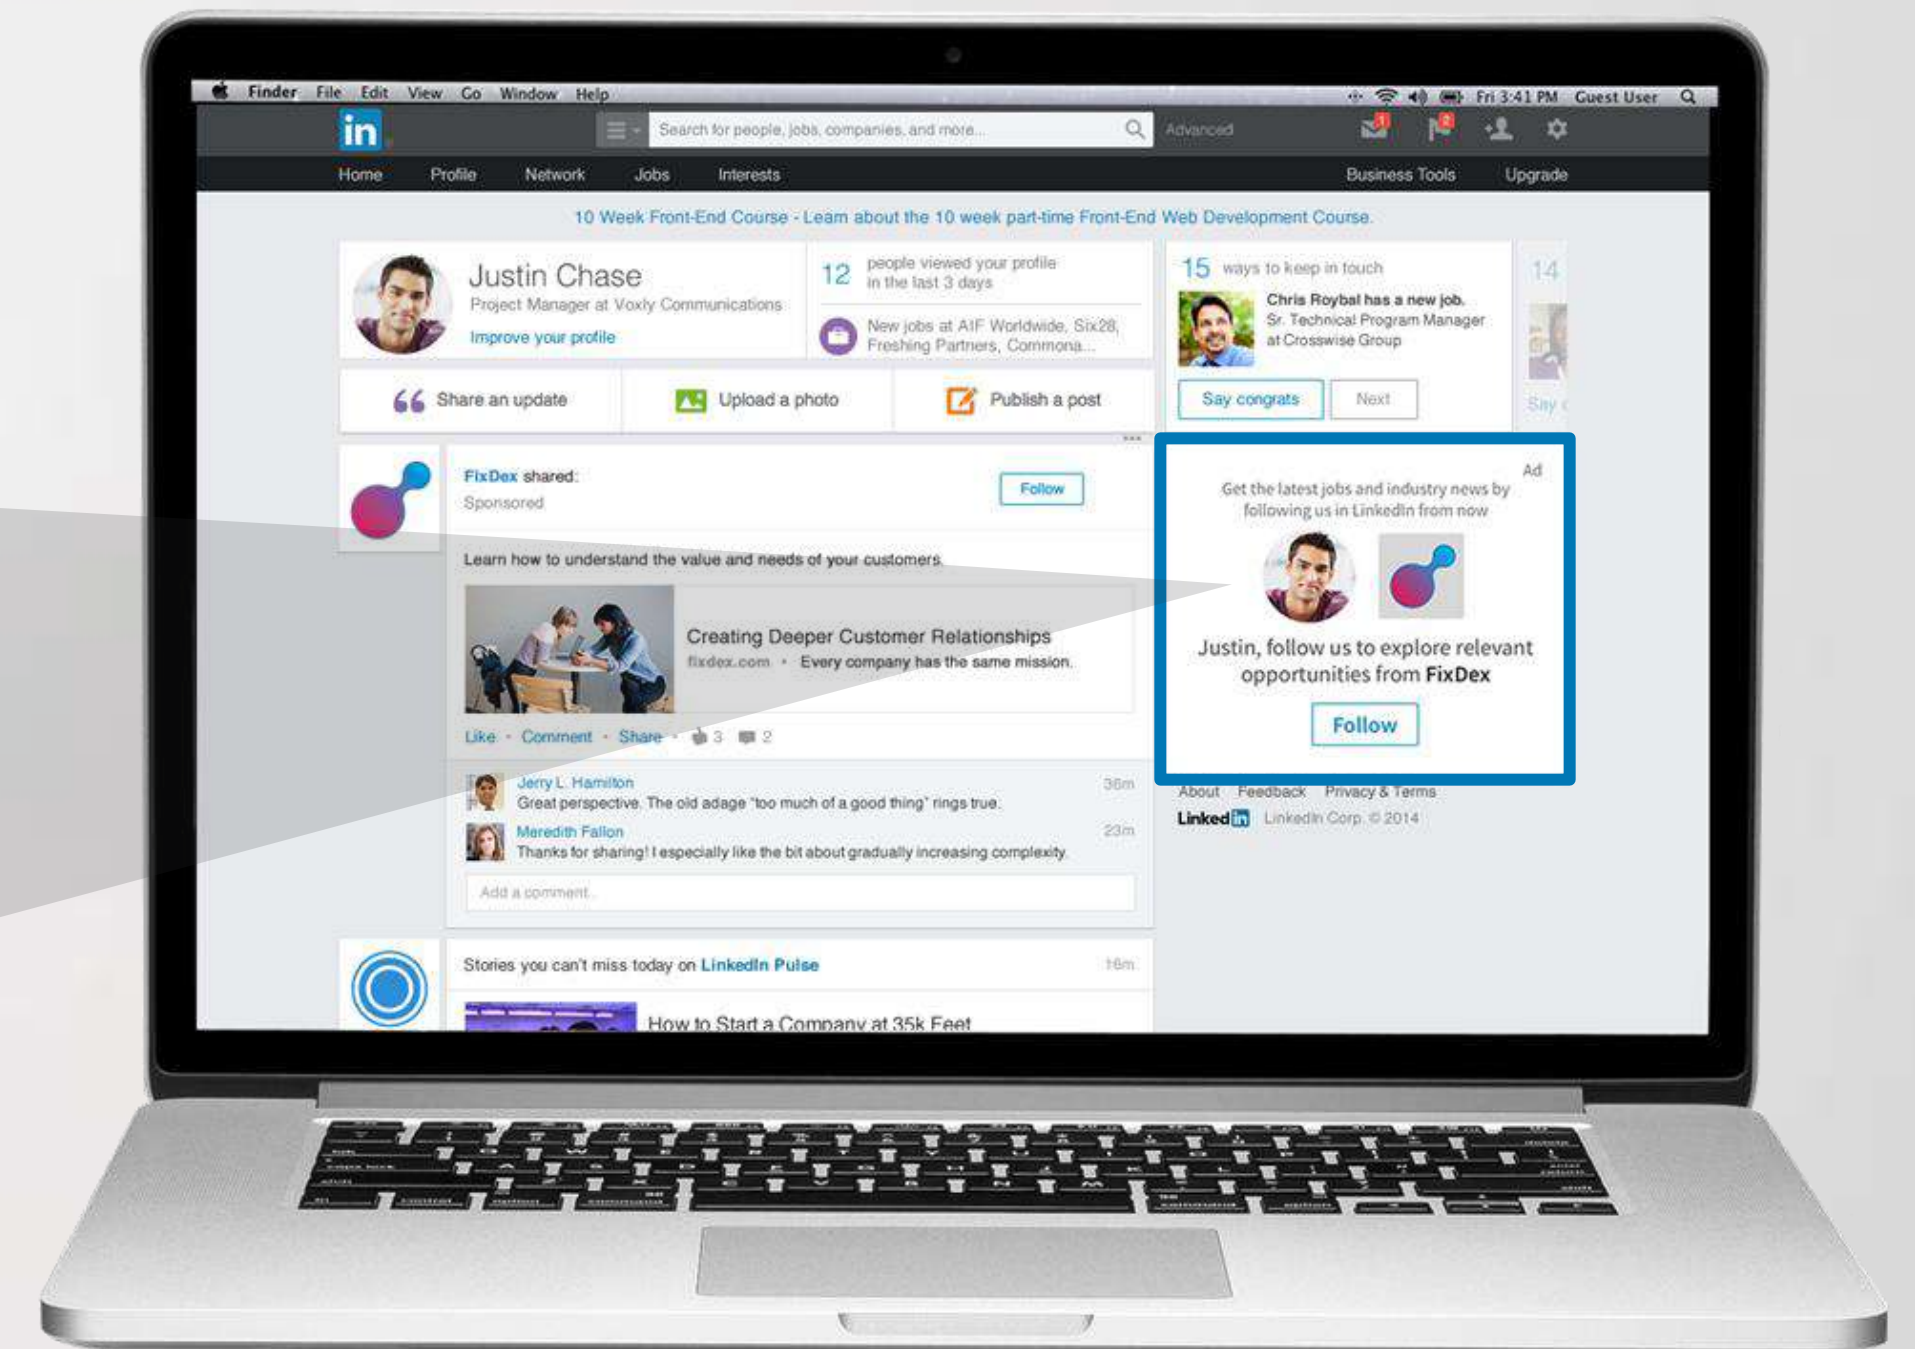 Finder File Edit View Go Window Help
Fri 3:41 PM Guest User
in
Search for people, jobs, companies, and more...
Advanced
1
2
Home Profile Network Jobs Interests
Business Tools Upgrade
10 Week Front-End Course - Learn about the 10 week part-time Front-End Web Development Course.
Justin Chase
Project Manager at Voxly Communications
Improve your profile
12 people viewed your profile
in the last 3 days
New jobs at AIF Worldwide, Six28,
Freshing Partners, Commona...
15 ways to keep in touch
Chris Roybal has a new job.
Sr. Technical Program Manager
at Crosswise Group
Say congrats
Next
14
Say c
Share an update
Upload a photo
Publish a post
FixDex shared:
Sponsored
Follow
Learn how to understand the value and needs of your customers.
Creating Deeper Customer Relationships
fixdex.com • Every company has the same mission.
Like • Comment • Share • 3 2
Jerry L. Hamilton
36m
Great perspective. The old adage "too much of a good thing" rings true.
Meredith Fallon
23m
Thanks for sharing! I especially like the bit about gradually increasing complexity.
Add a comment...
Stories you can't miss today on LinkedIn Pulse
16m
How to Start a Company at 35k Feet
Ad
Get the latest jobs and industry news by
following us in LinkedIn from now
Justin, follow us to explore relevant
opportunities from FixDex
Follow
About Feedback Privacy & Terms
LinkedIn LinkedIn Corp. © 2014